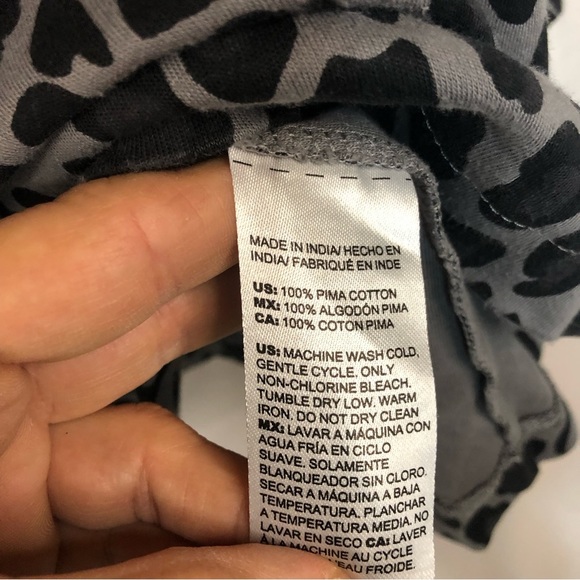 MADE IN INDIA/ HECHO EN
INDIA/ FABRIQUÉ EN INDE
US: 100% PIMA COTTON
MX: 100% ALGODÓN PIMA
CA: 100% COTON PIMA
US: MACHINE WASH COLD,
GENTLE CYCLE. ONLY
NON-CHLORINE BLEACH.
TUMBLE DRY LOW. WARM
IRON. DO NOT DRY CLEAN
MX: LAVAR A MÁQUINA CON
AGUA FRÍA EN CICLO
SUAVE. SOLAMENTE
BLANQUEADOR SIN CLORO.
SECAR A MÁQUINA A BAJA
TEMPERATURA. PLANCHAR
A TEMPERATURA MEDIA. NO
LAVAR EN SECO CA: LAVER
À LA MACHINE AU CYCLE
EAU FROIDE.